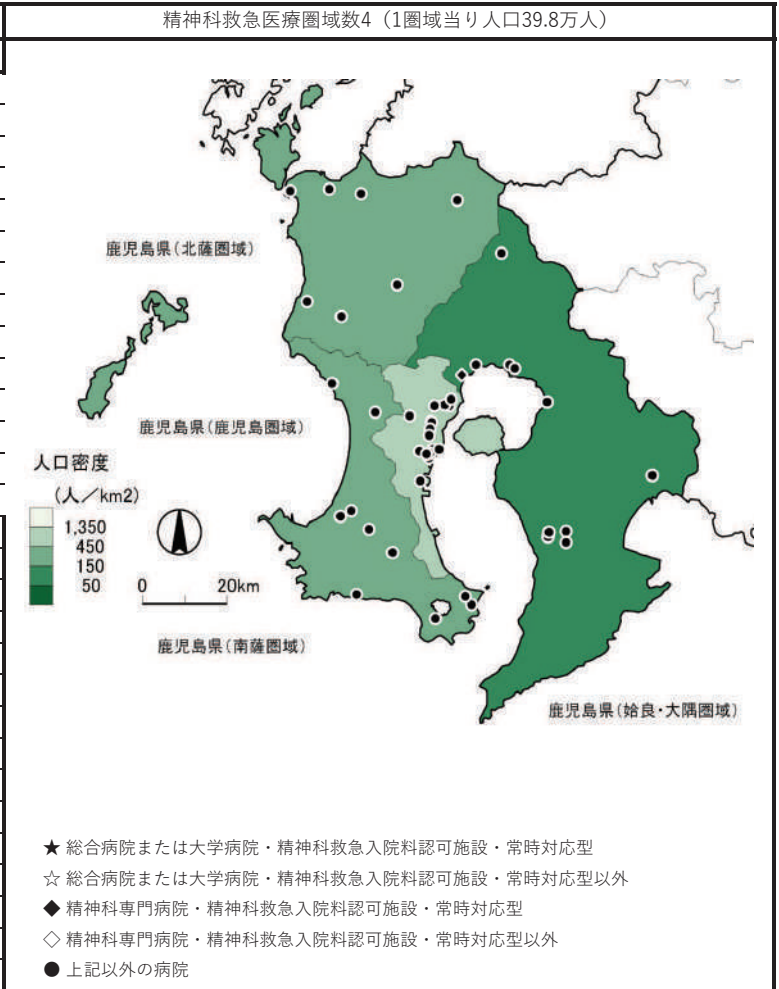 精神科救急医療圏域数4（1圏域当り人口39.8万人）
鹿児島県(北薩圏域)
鹿児島県(鹿児島圏域)
人口密度
(人／km2)
1,350
450
150
50
0 20km
鹿児島県(南薩圏域)
鹿児島県(姶良・大隅圏域)
★ 総合病院または大学病院・精神科救急入院料認可施設・常時対応型
☆ 総合病院または大学病院・精神科救急入院料認可施設・常時対応型以外
◆ 精神科専門病院・精神科救急入院料認可施設・常時対応型
◇ 精神科専門病院・精神科救急入院料認可施設・常時対応型以外
● 上記以外の病院